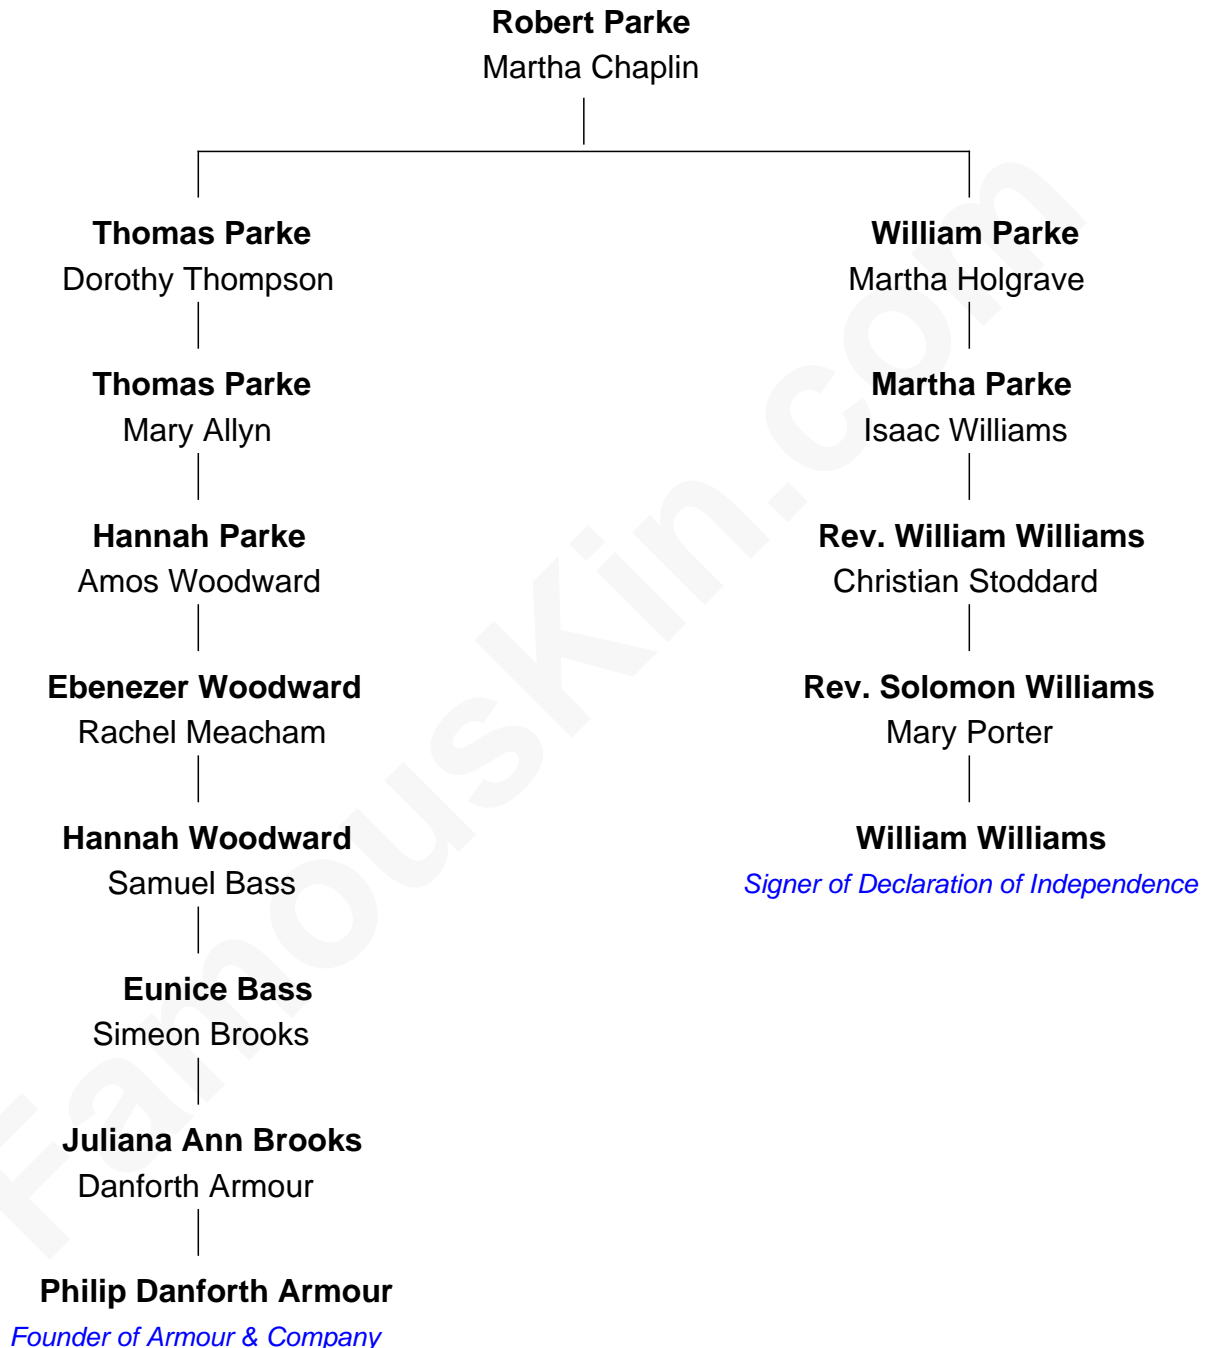 Robert Parke
Martha Chaplin
Thomas Parke
Dorothy Thompson
Thomas Parke
Mary Allyn
Hannah Parke
Amos Woodward
Ebenezer Woodward
Rachel Meacham
Hannah Woodward
Samuel Bass
Eunice Bass
Simeon Brooks
Juliana Ann Brooks
Danforth Armour
Philip Danforth Armour
Founder of Armour & Company
William Parke
Martha Holgrave
Martha Parke
Isaac Williams
Rev. William Williams
Christian Stoddard
Rev. Solomon Williams
Mary Porter
William Williams
Signer of Declaration of Independence
FamousKin.com